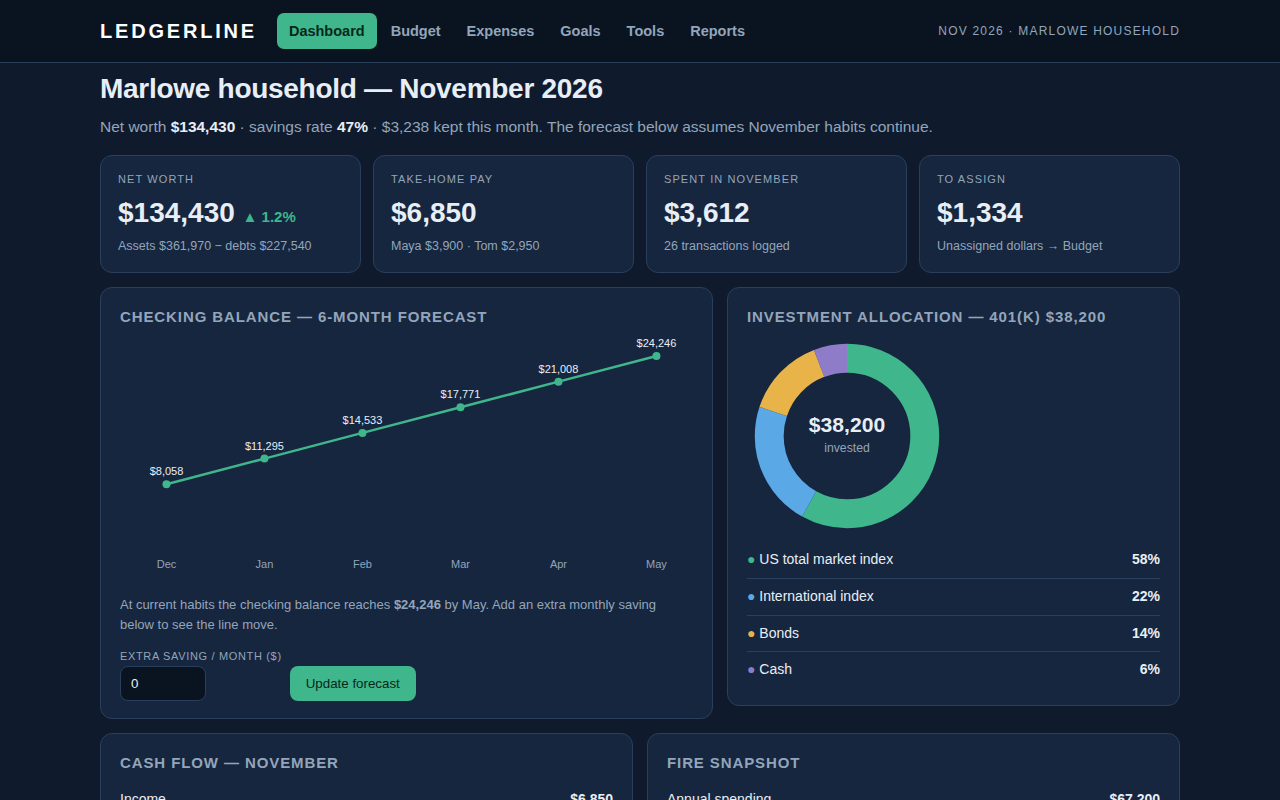 LEDGERLINE Dashboard Budget Expenses Goals Tools Reports NOV 2026 · MARLOWE HOUSEHOLD
Marlowe household — November 2026
Net worth $134,430 · savings rate 47% · $3,238 kept this month. The forecast below assumes November habits continue.
NET WORTH
$134,430 ▲ 1.2%
Assets $361,970 − debts $227,540
TAKE-HOME PAY
$6,850
Maya $3,900 · Tom $2,950
SPENT IN NOVEMBER
$3,612
26 transactions logged
TO ASSIGN
$1,334
Unassigned dollars → Budget
CHECKING BALANCE — 6-MONTH FORECAST
$8,058 $11,295 $14,533 $17,771 $21,008 $24,246
Dec Jan Feb Mar Apr May
At current habits the checking balance reaches $24,246 by May. Add an extra monthly saving
below to see the line move.
EXTRA SAVING / MONTH ($)
0 Update forecast
INVESTMENT ALLOCATION — 401(K) $38,200
$38,200
invested
● US total market index 58%
● International index 22%
● Bonds 14%
● Cash 6%
CASH FLOW — NOVEMBER
Income $6,850
FIRE SNAPSHOT
Annual spending $67,200